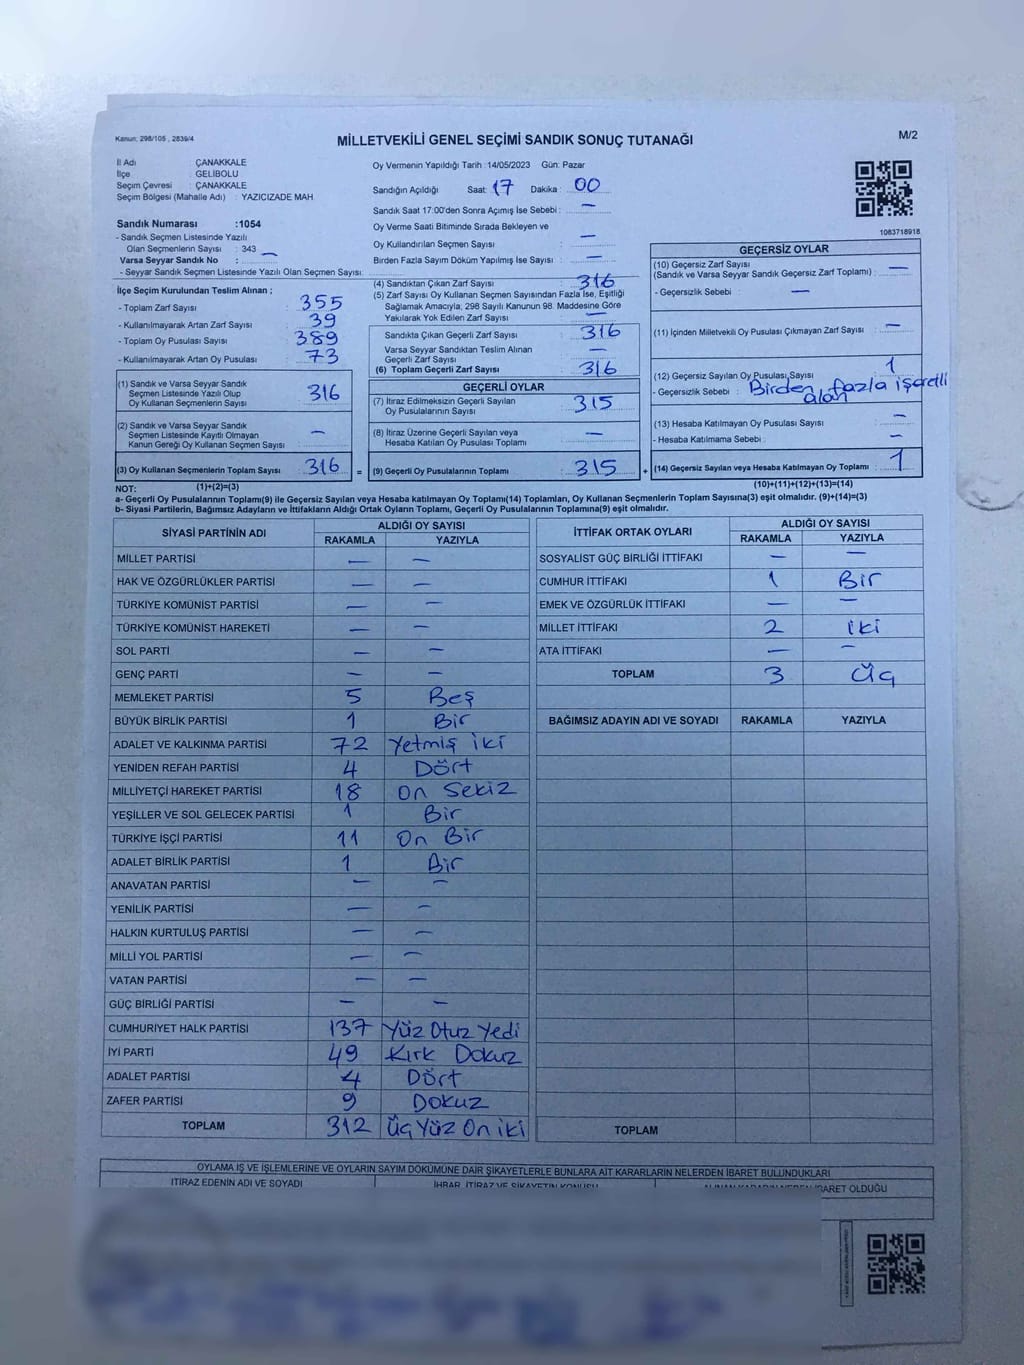 Kanun: 298/105 , 2839/4
MİLLETVEKİLİ GENEL SEÇİMİ SANDIK SONUÇ TUTANAĞI
M/2
İl Adı : ÇANAKKALE
İlçe : GELİBOLU
Seçim Çevresi : ÇANAKKALE
Seçim Bölgesi (Mahalle Adı) : YAZICIZADE MAH
Sandık Numarası :1054
- Sandık Seçmen Listesinde Yazılı
Olan Seçmenlerin Sayısı : 343
Varsa Seyyar Sandık No : —
- Seyyar Sandık Seçmen Listesinde Yazılı Olan Seçmen Sayısı:
Oy Vermenin Yapıldığı Tarih :14/05/2023 Gün: Pazar
Sandığın Açıldığı Saat: 17 Dakika : 00
Sandık Saat 17:00'den Sonra Açımış İse Sebebi : —
Oy Verme Saati Bitiminde Sırada Bekleyen ve
Oy Kullandırılan Seçmen Sayısı : —
Birden Fazla Sayım Döküm Yapılmış İse Sayısı : —
1083718918
İlçe Seçim Kurulundan Teslim Alınan ;
- Toplam Zarf Sayısı : 355
- Kullanılmayarak Artan Zarf Sayısı : 39
- Toplam Oy Pusulası Sayısı : 389
- Kullanılmayarak Artan Oy Pusulası : 73
(4) Sandıktan Çıkan Zarf Sayısı : 316
(5) Zarf Sayısı Oy Kullanan Seçmen Sayısından Fazla İse, Eşitliği
Sağlamak Amacıyla, 298 Sayılı Kanunun 98. Maddesine Göre
Yakılarak Yok Edilen Zarf Sayısı : —
Sandıkta Çıkan Geçerli Zarf Sayısı : 316
Varsa Seyyar Sandıktan Teslim Alınan
Geçerli Zarf Sayısı : —
(6) Toplam Geçerli Zarf Sayısı : 316
GEÇERSİZ OYLAR
(10) Geçersiz Zarf Sayısı
(Sandık ve Varsa Seyyar Sandık Geçersiz Zarf Toplamı) : —
- Geçersizlik Sebebi : —
(11) İçinden Milletvekili Oy Pusulası Çıkmayan Zarf Sayısı : —
(12) Geçersiz Sayılan Oy Pusulası Sayısı : 1
- Geçersizlik Sebebi : Birden fazla işaretli
alan
(13) Hesaba Katılmayan Oy Pusulası Sayısı : —
- Hesaba Katılmama Sebebi : —
(14) Geçersiz Sayılan veya Hesaba Katılmayan Oy Toplamı : 1
(10)+(11)+(12)+(13)=(14)
(1) Sandık ve Varsa Seyyar Sandık
Seçmen Listesinde Yazılı Olup
Oy Kullanan Seçmenlerin Sayısı : 316
(2) Sandık ve Varsa Seyyar Sandık
Seçmen Listesinde Kayıtlı Olmayan
Kanun Gereği Oy Kullanan Seçmen Sayısı : —
(3) Oy Kullanan Seçmenlerin Toplam Sayısı : 316 =
(1)+(2)=(3)
GEÇERLİ OYLAR
(7) İtiraz Edilmeksizin Geçerli Sayılan
Oy Pusulalarının Sayısı : 315
(8) İtiraz Üzerine Geçerli Sayılan veya
Hesaba Katılan Oy Pusulası Toplamı : —
(9) Geçerli Oy Pusulalarının Toplamı : 315 +
NOT:
a- Geçerli Oy Pusulalarının Toplamı(9) ile Geçersiz Sayılan veya Hesaba katılmayan Oy Toplamı(14) Toplamları, Oy Kullanan Seçmenlerin Toplam Sayısına(3) eşit olmalıdır. (9)+(14)=(3)
b- Siyasi Partilerin, Bağımsız Adayların ve İttifakların Aldığı Ortak Oyların Toplamı, Geçerli Oy Pusulalarının Toplamına(9) eşit olmalıdır.
SİYASİ PARTİNİN ADI
ALDIĞI OY SAYISI
RAKAMLA YAZIYLA
MİLLET PARTİSİ — —
HAK VE ÖZGÜRLÜKLER PARTİSİ — —
TÜRKİYE KOMÜNİST PARTİSİ — —
TÜRKİYE KOMÜNİST HAREKETİ — —
SOL PARTİ — —
GENÇ PARTİ — —
MEMLEKET PARTİSİ 5 Beş
BÜYÜK BİRLİK PARTİSİ 1 Bir
ADALET VE KALKINMA PARTİSİ 72 Yetmiş iki
YENİDEN REFAH PARTİSİ 4 Dört
MİLLİYETÇİ HAREKET PARTİSİ 18 On Sekiz
YEŞİLLER VE SOL GELECEK PARTİSİ 1 Bir
TÜRKİYE İŞÇİ PARTİSİ 11 On Bir
ADALET BİRLİK PARTİSİ 1 Bir
ANAVATAN PARTİSİ — —
YENİLİK PARTİSİ — —
HALKIN KURTULUŞ PARTİSİ — —
MİLLİ YOL PARTİSİ — —
VATAN PARTİSİ — —
GÜÇ BİRLİĞİ PARTİSİ — —
CUMHURİYET HALK PARTİSİ 137 Yüz Otuz Yedi
İYİ PARTİ 49 Kırk Dokuz
ADALET PARTİSİ 4 Dört
ZAFER PARTİSİ 9 Dokuz
TOPLAM 312 Üç Yüz On iki
İTTİFAK ORTAK OYLARI
ALDIĞI OY SAYISI
RAKAMLA YAZIYLA
SOSYALİST GÜÇ BİRLİĞİ İTTİFAKI — —
CUMHUR İTTİFAKI 1 Bir
EMEK VE ÖZGÜRLÜK İTTİFAKI — —
MİLLET İTTİFAKI 2 iki
ATA İTTİFAKI — —
TOPLAM 3 Üç
BAĞIMSIZ ADAYIN ADI VE SOYADI RAKAMLA YAZIYLA
TOPLAM
OYLAMA İŞ VE İŞLEMLERİNE VE OYLARIN SAYIM DÖKÜMÜNE DAİR ŞİKAYETLERLE BUNLARA AİT KARARLARIN NELERDEN İBARET BULUNDUKLARI
İTİRAZ EDENİN ADI VE SOYADI
İHBAR, İTİRAZ VE ŞİKAYETİN KONUSU
ALINAN KARARIN NEDEN İBARET OLDUĞU